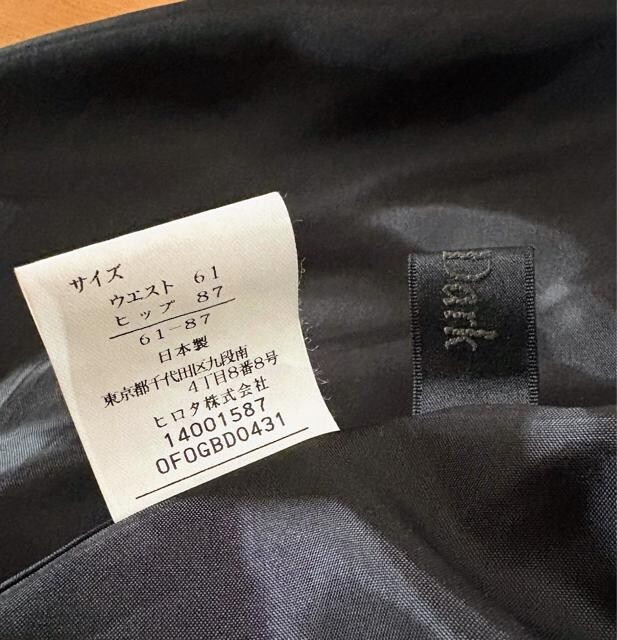 サイズ
ウエスト 61
ヒップ 87
61-87
日本製
東京都千代田区九段南
4丁目8番8号
ヒロタ株式会社
14001587
0F0GBD0431
Dark